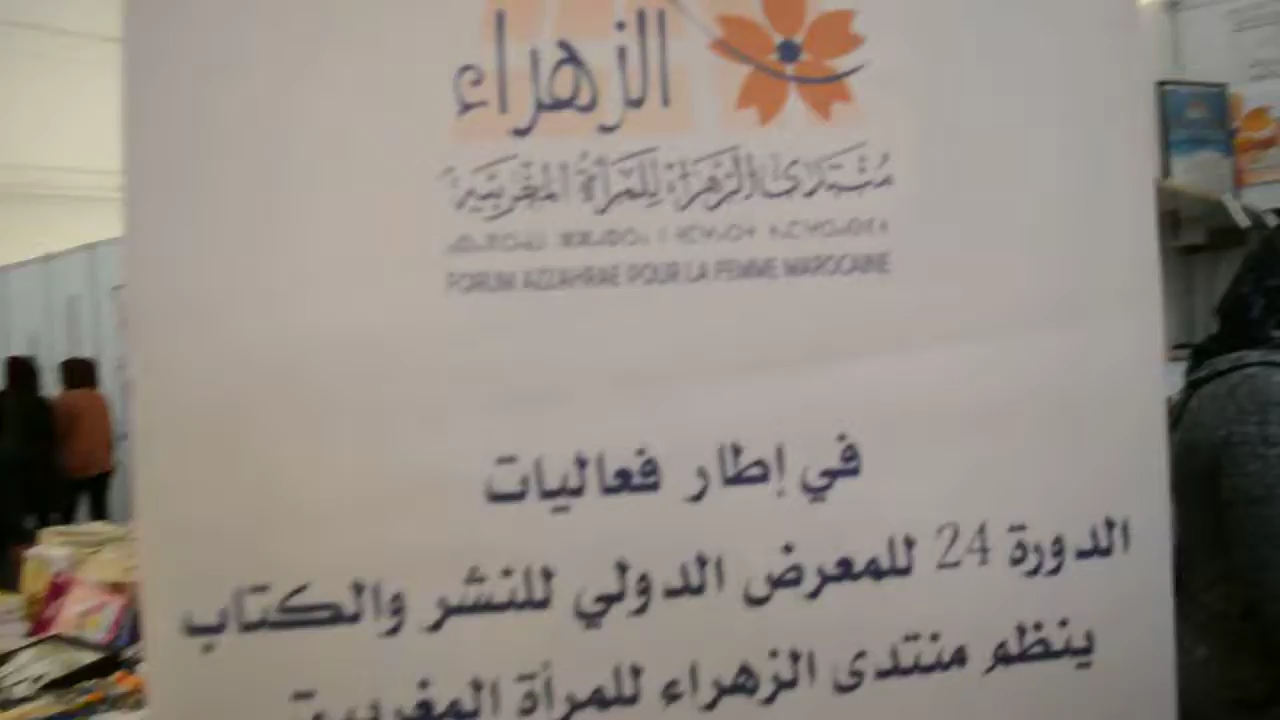 الزهراء
منتدى الزهراء للمرأة المغربية
FORUM AZZAHRAE POUR LA FEMME MAROCAINE
في إطار فعاليات
الدورة 24 للمعرض الدولي للنشر والكتاب
ينظم منتدى الزهراء للمرأة المغربية